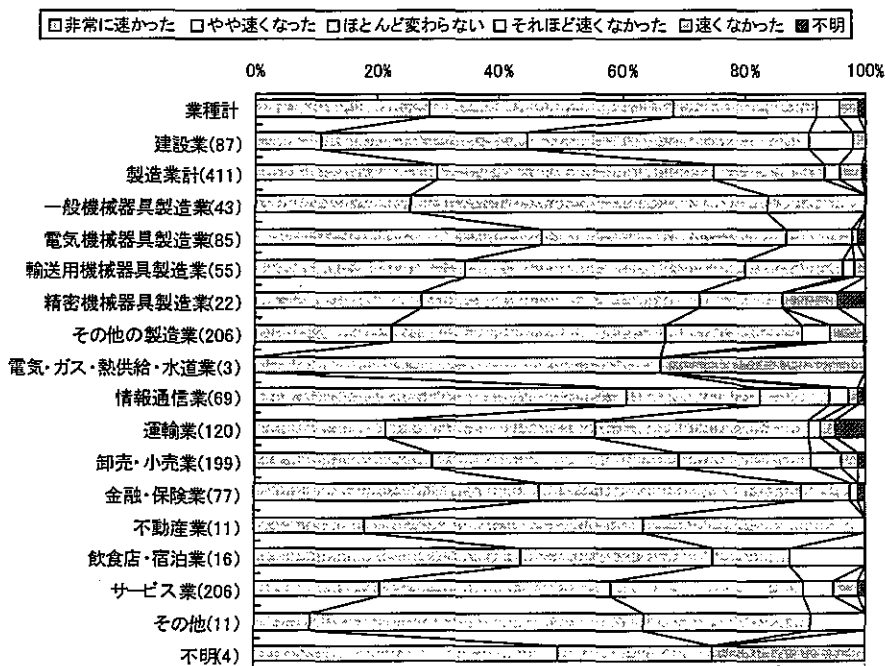 非常に速かった やや速くなった ほとんど変わらない それほど速くなかった 速くなかった 不明
0% 20% 40% 60% 80% 100%
業種計
建設業(87)
製造業計(411)
一般機械器具製造業(43)
電気機械器具製造業(85)
輸送用機械器具製造業(55)
精密機械器具製造業(22)
その他の製造業(206)
電気・ガス・熱供給・水道業(3)
情報通信業(69)
運輸業(120)
卸売・小売業(199)
金融・保険業(77)
不動産業(11)
飲食店・宿泊業(16)
サービス業(206)
その他(11)
不明(4)